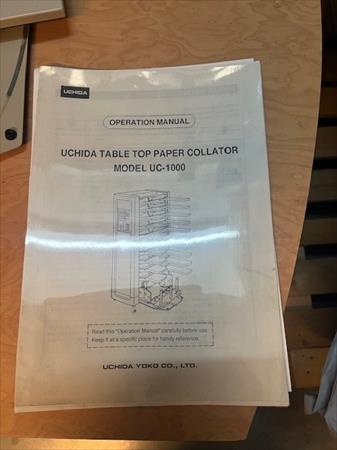 UCHIDA
OPERATION MANUAL
UCHIDA TABLE TOP PAPER COLLATOR
MODEL UC-1000
Read this "Operation Manual" carefully before use.
Keep it at a specific place for handy reference.
UCHIDA YOKO CO., LTD.